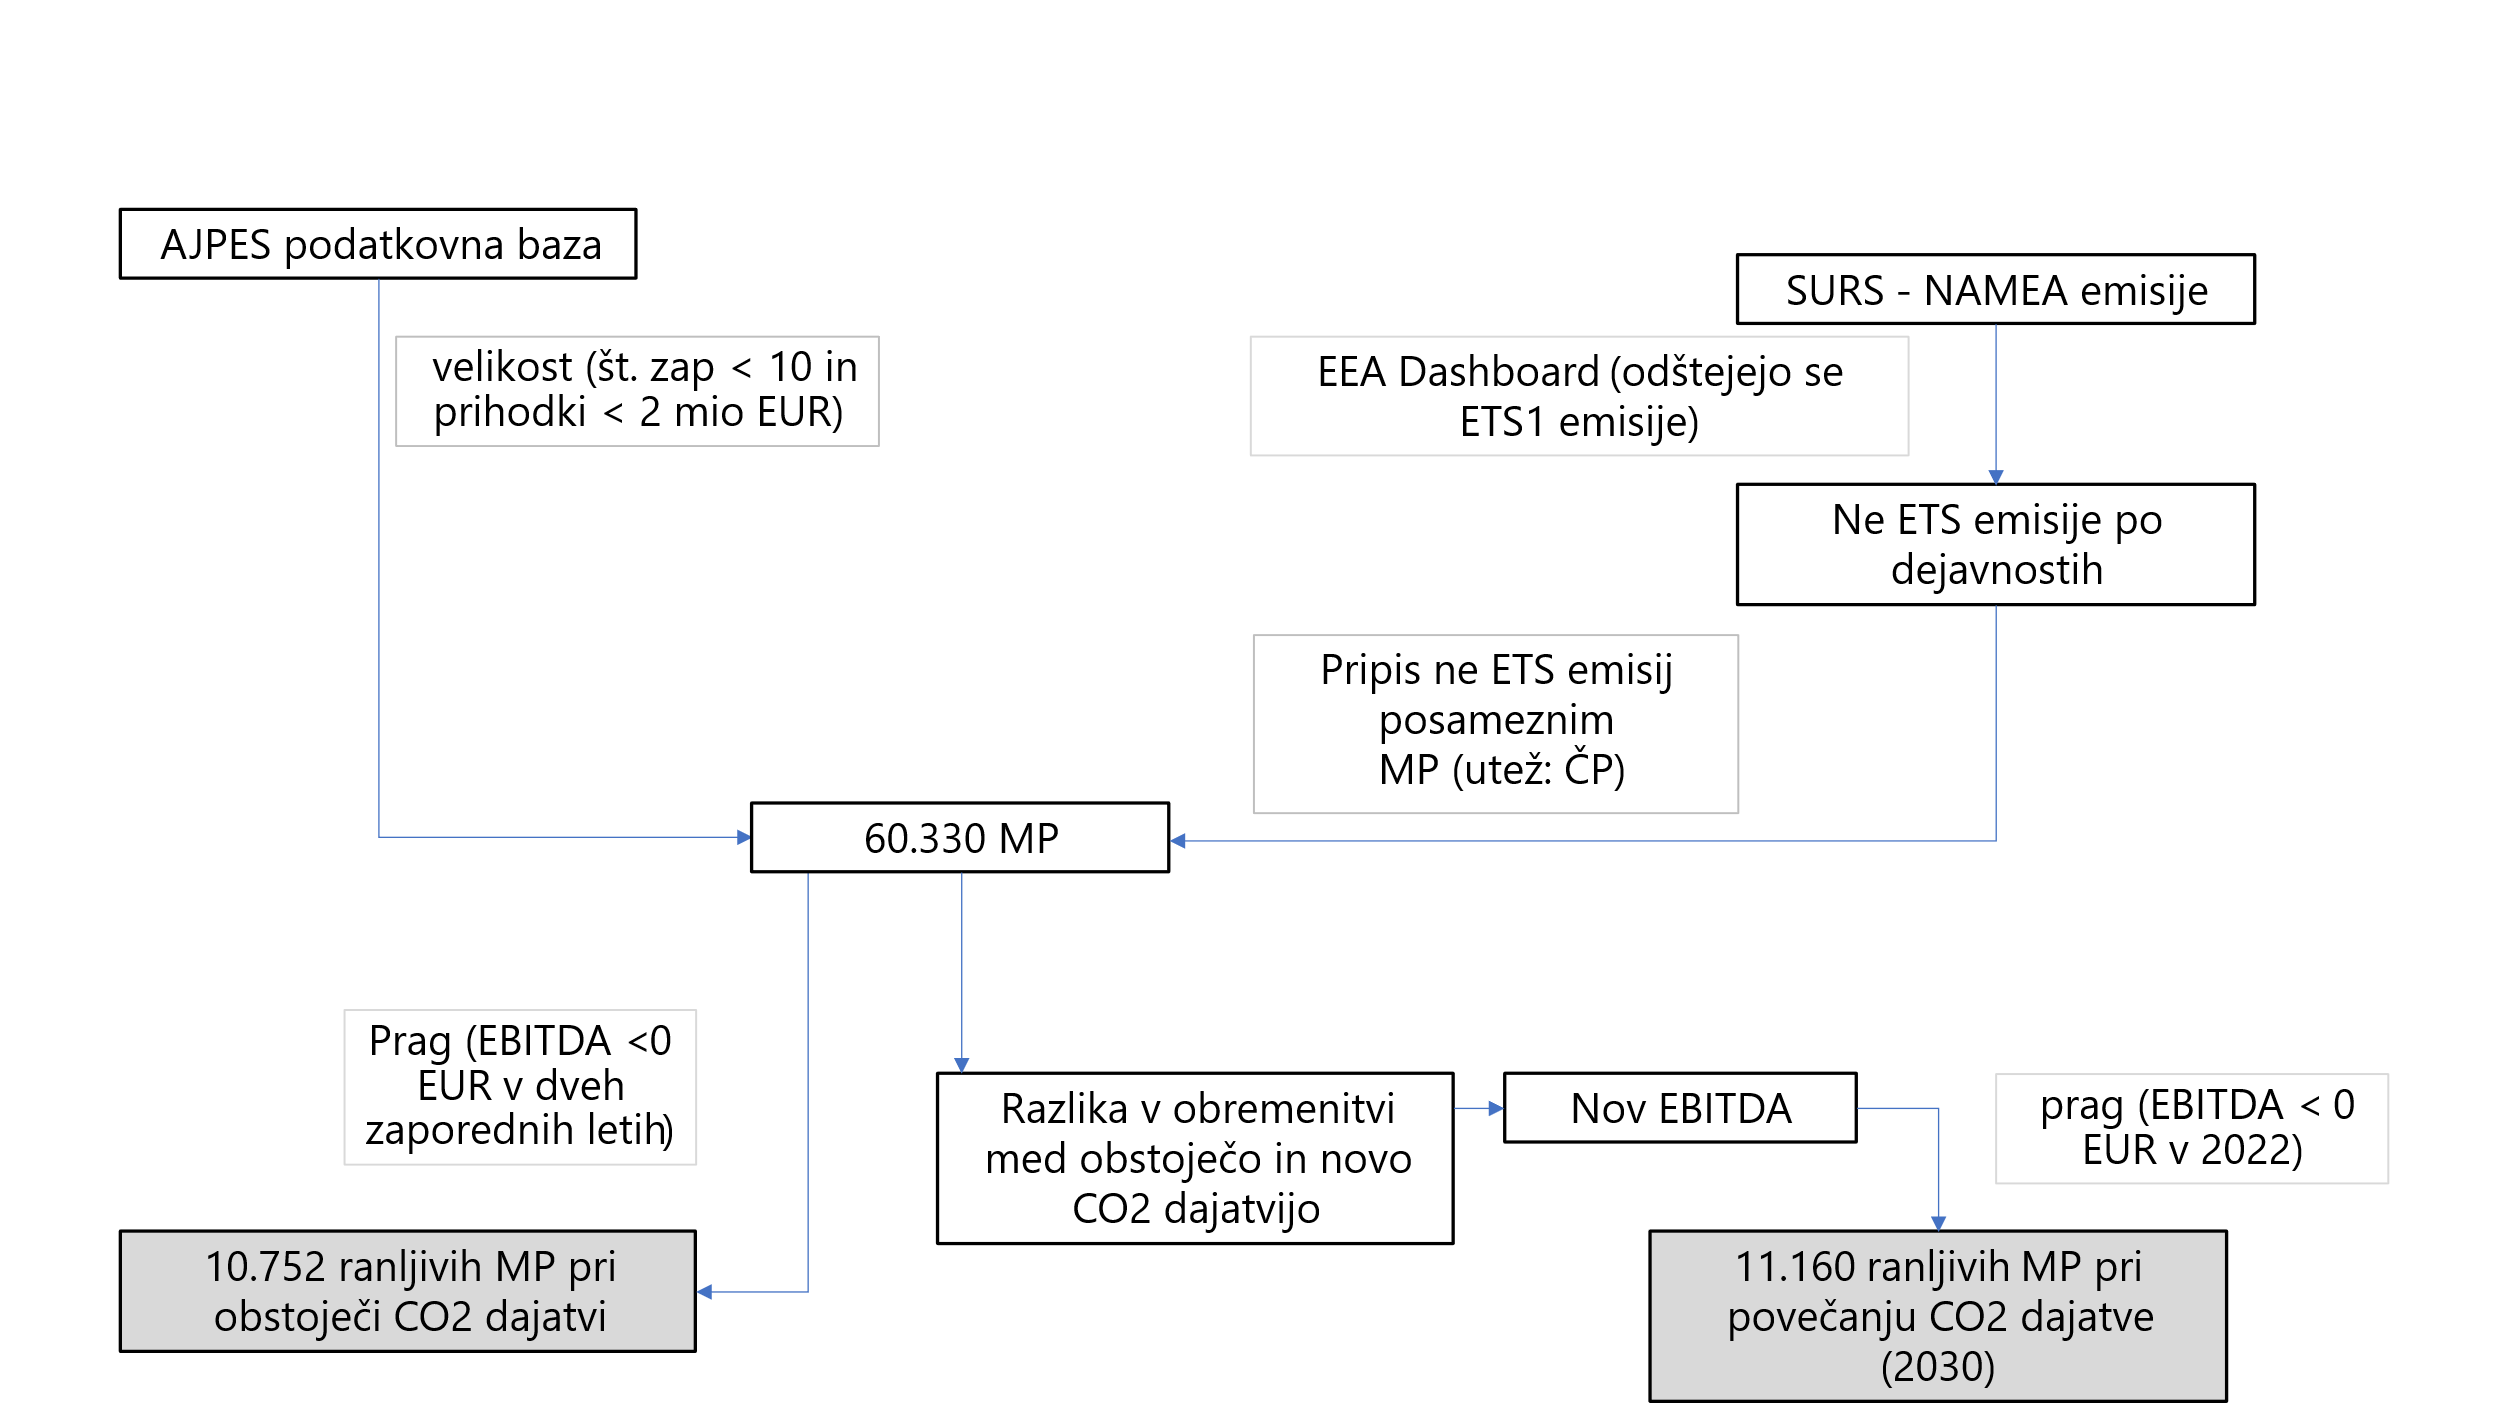 AJPES podatkovna baza
SURS - NAMEA emisije
velikost (št. zap < 10 in
prihodki < 2 mio EUR)
EEA Dashboard (odštejejo se
ETS1 emisije)
Ne ETS emisije po
dejavnostih
Pripis ne ETS emisij
posameznim
MP (utež: ČP)
60.330 MP
Prag (EBITDA <0
EUR v dveh
zaporednih letih)
Razlika v obremenitvi
med obstoječo in novo
CO2 dajatvijo
Nov EBITDA
prag (EBITDA < 0
EUR v 2022)
10.752 ranljivih MP pri
obstoječi CO2 dajatvi
11.160 ranljivih MP pri
povečanju CO2 dajatve
(2030)